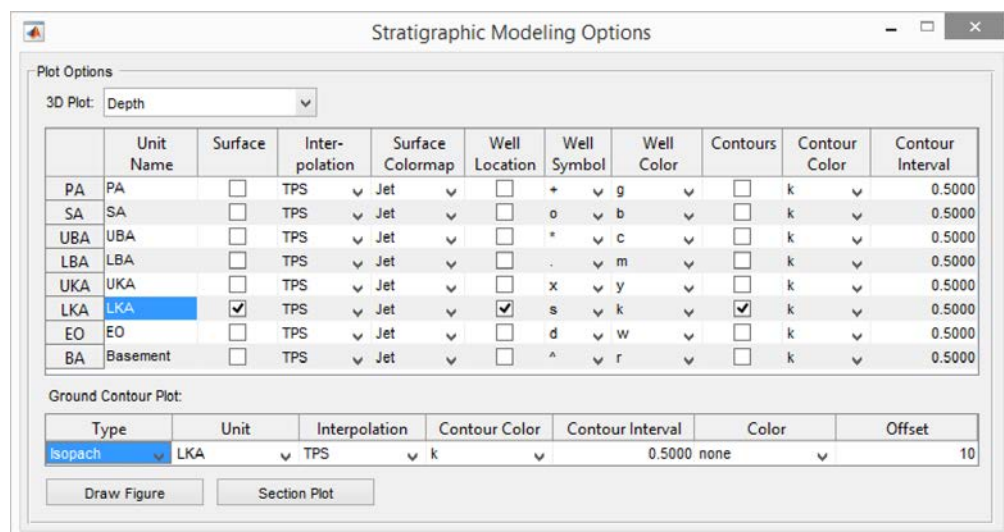 Stratigraphic Modeling Options
Plot Options
3D Plot: Depth
Unit Name Surface Inter-polation Surface Colormap Well Location Well Symbol Well Color Contours Contour Color Contour Interval
PA PA TPS Jet + g k 0.5000
SA SA TPS Jet o b k 0.5000
UBA UBA TPS Jet * c k 0.5000
LBA LBA TPS Jet . m k 0.5000
UKA UKA TPS Jet x y k 0.5000
LKA LKA TPS Jet s k k 0.5000
EO EO TPS Jet d w k 0.5000
BA Basement TPS Jet ^ r k 0.5000
Ground Contour Plot:
Type Unit Interpolation Contour Color Contour Interval Color Offset
Isopach LKA TPS k 0.5000 none 10
Draw Figure Section Plot